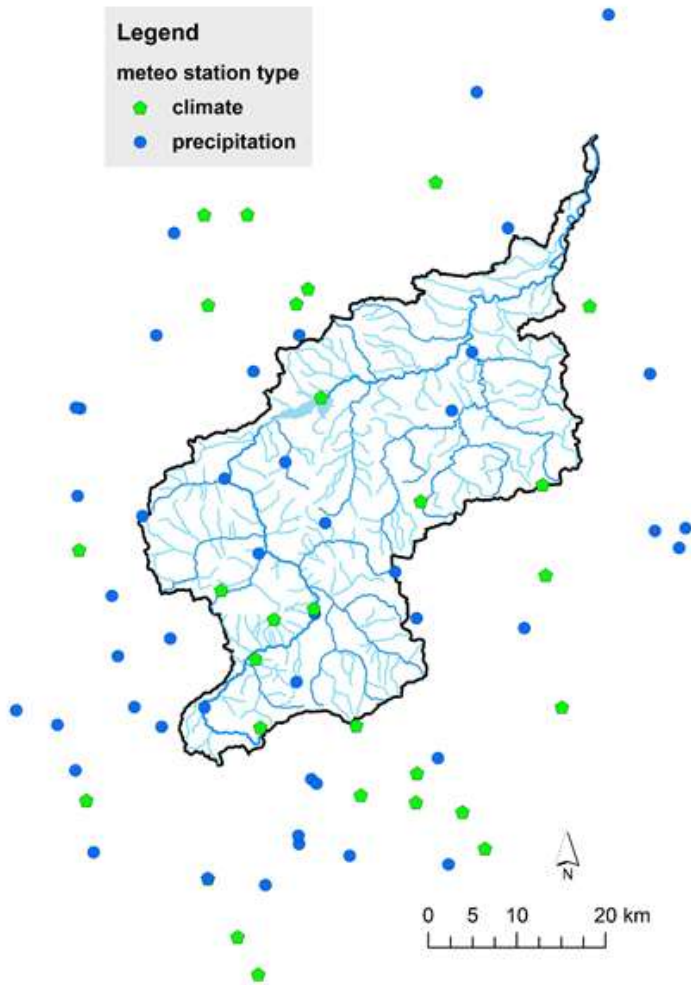 Legend
meteo station type
climate
precipitation
N
0 5 10 20 km